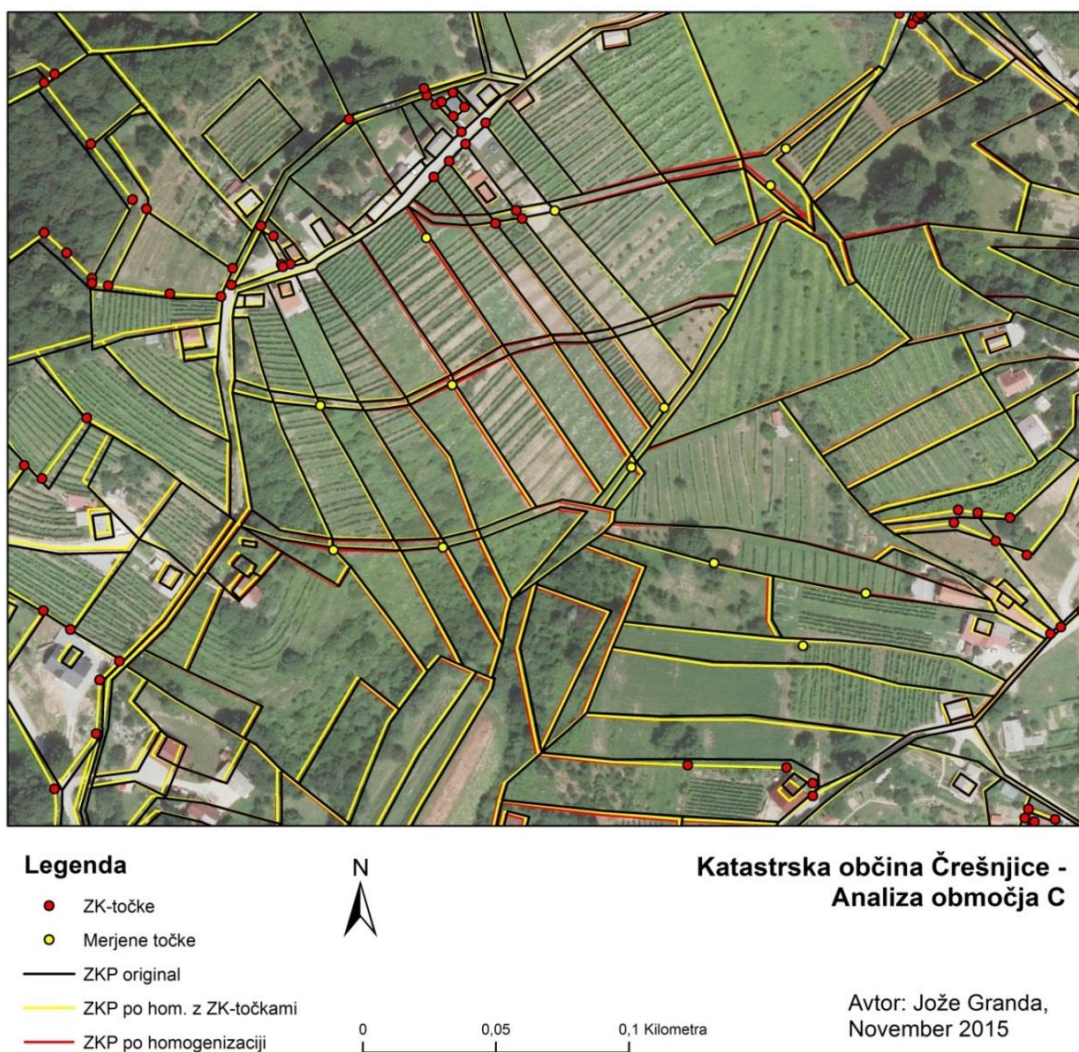 Legenda
ZK-točke
Merjene točke
ZKP original
ZKP po hom. z ZK-točkami
ZKP po homogenizaciji
N
0 0,05 0,1 Kilometra
Katastrska občina Črešnjice -
Analiza območja C
Avtor: Jože Granda,
November 2015